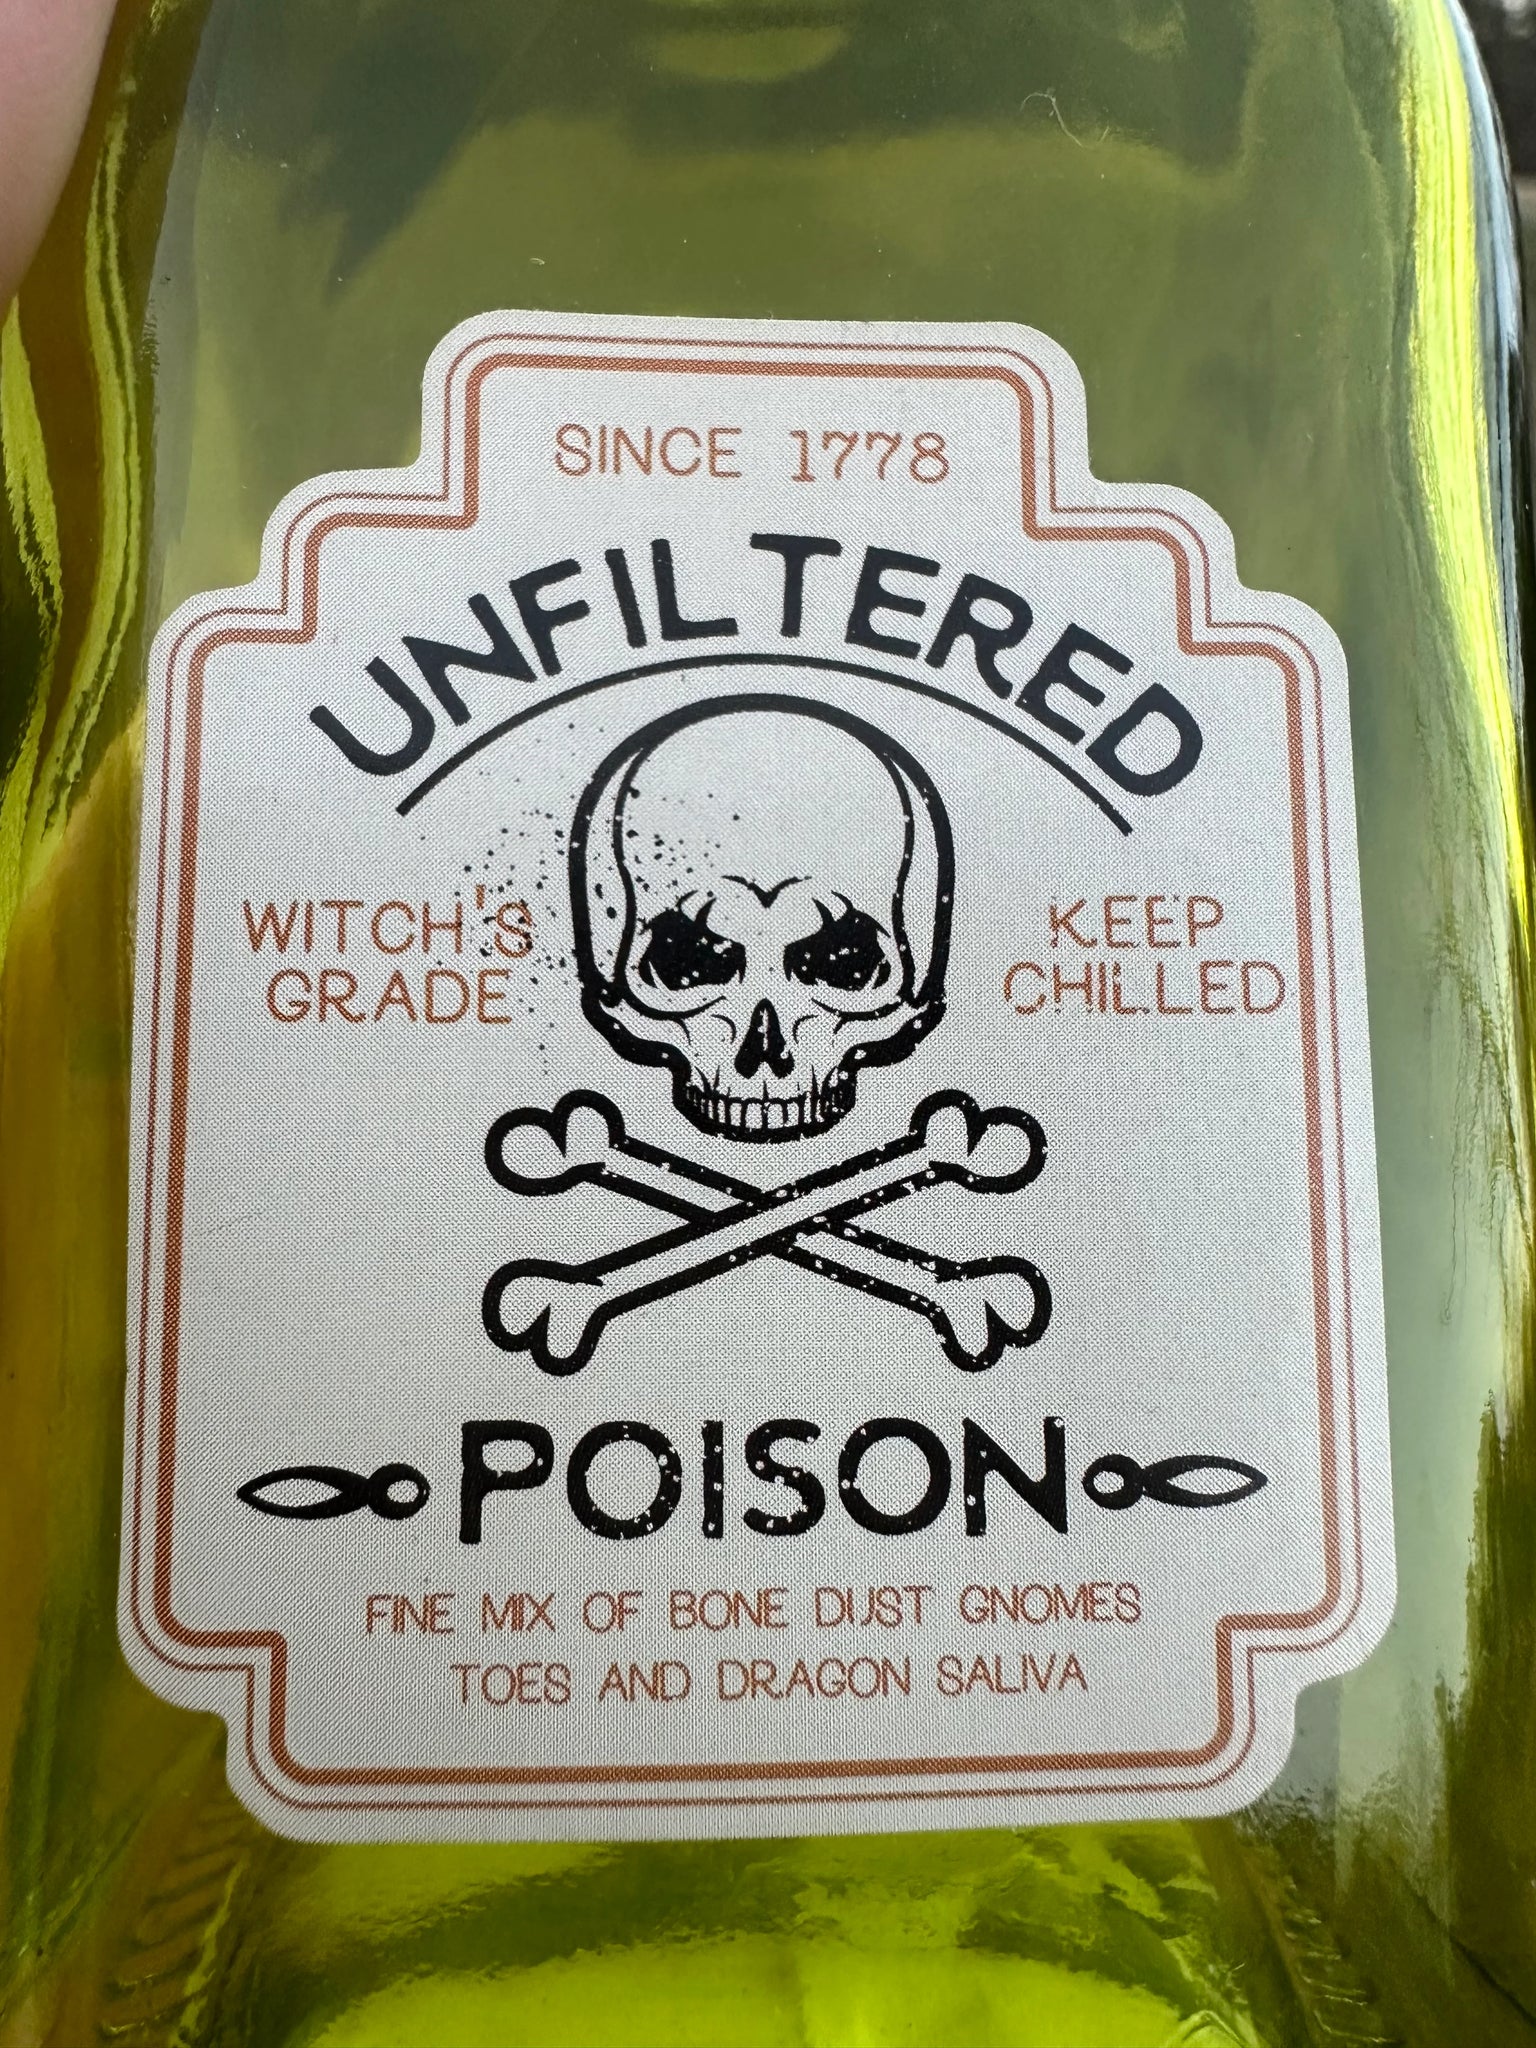 SINCE 1778
UNFILTERED
WITCH'S
GRADE
KEEP
CHILLED
POISON
FINE MIX OF BONE DUST GNOMES
TOES AND DRAGON SALIVA